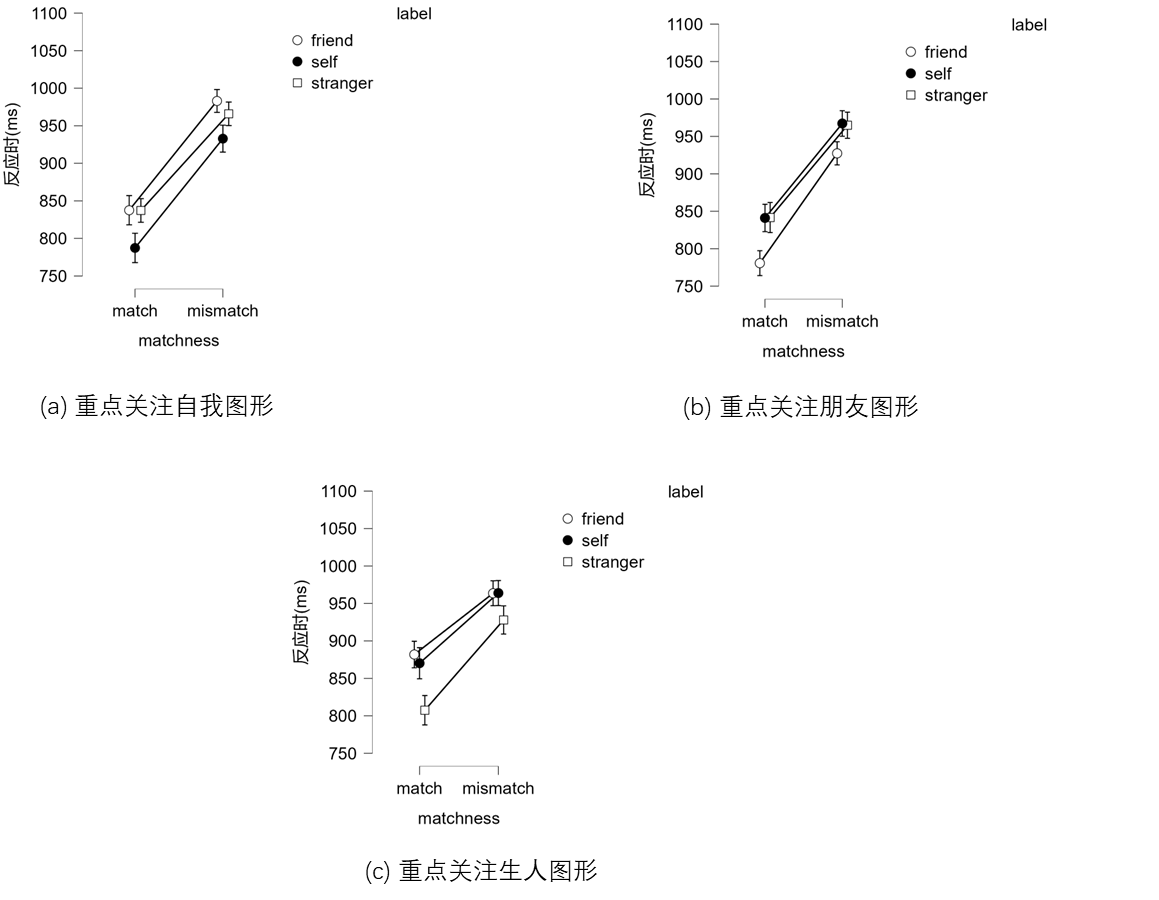 label
1100
1050
1000
950
900
850
800
750
反应时(ms)
friend
self
stranger
match mismatch
matchness
(a) 重点关注自我图形
label
1100
1050
1000
950
900
850
800
750
反应时(ms)
friend
self
stranger
match mismatch
matchness
(b) 重点关注朋友图形
label
1100
1050
1000
950
900
850
800
750
反应时(ms)
friend
self
stranger
match mismatch
matchness
(c) 重点关注生人图形